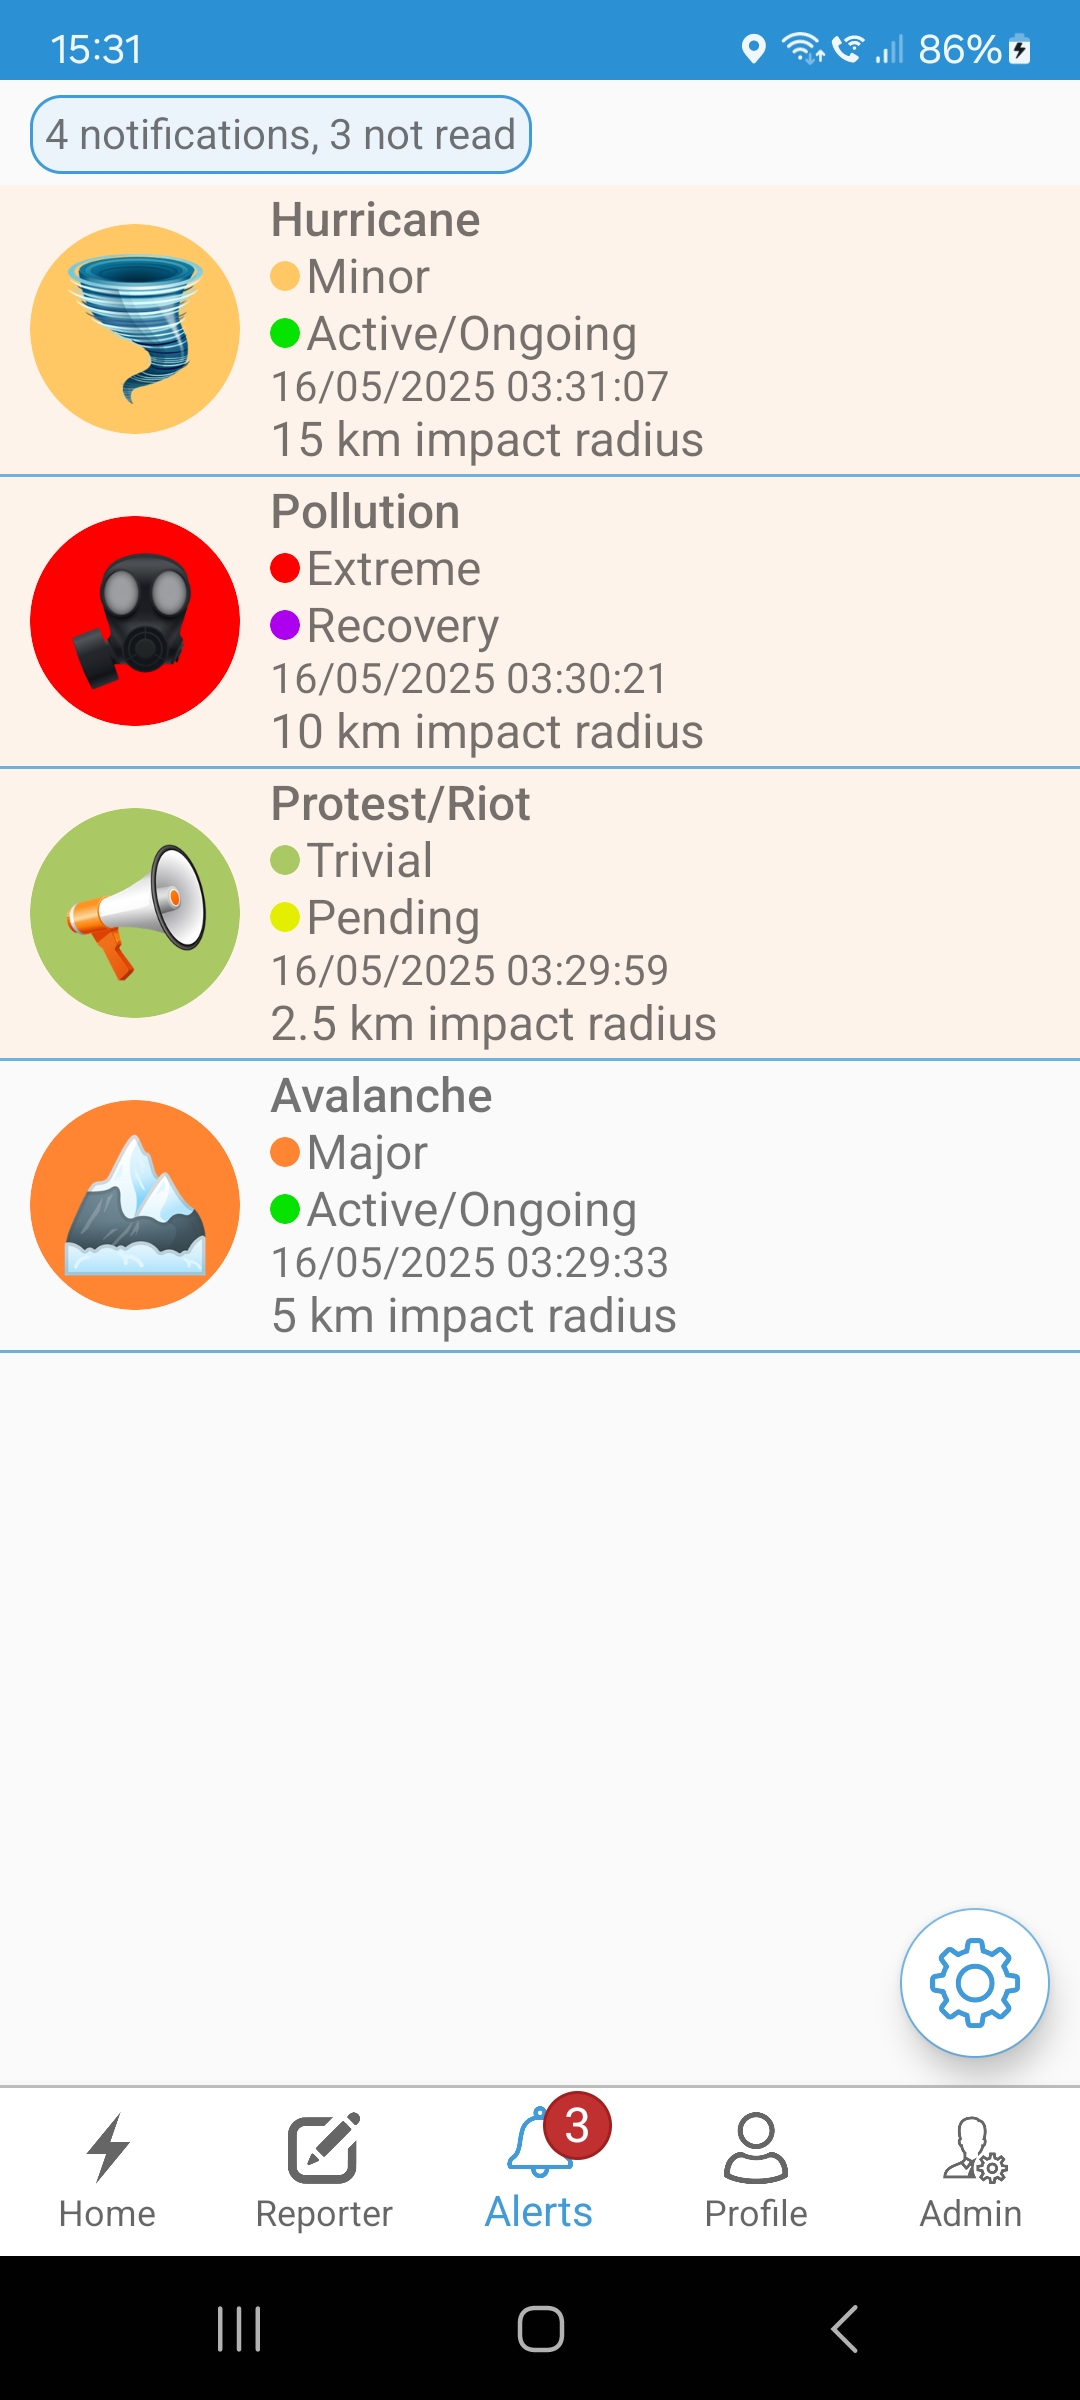 15:31
86%
4 notifications, 3 not read
Hurricane
Minor
Active/Ongoing
16/05/2025 03:31:07
15 km impact radius
Pollution
Extreme
Recovery
16/05/2025 03:30:21
10 km impact radius
Protest/Riot
Trivial
Pending
16/05/2025 03:29:59
2.5 km impact radius
Avalanche
Major
Active/Ongoing
16/05/2025 03:29:33
5 km impact radius
3
Home
Reporter
Alerts
Profile
Admin